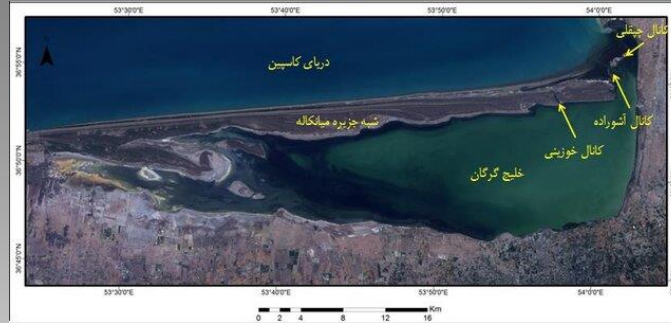 53°30'0"E 53°40'0"E 53°50'0"E 54°0'0"E
کانال چپقلی
دریای کاسپین
کانال آشوراده
شبه جزیره میانکاله
کانال خوزینی
خلیج گرگان
36°55'0"N
36°50'0"N
36°45'0"N
53°30'0"E 53°40'0"E 53°50'0"E 54°0'0"E
Km
0 2 4 8 12 16